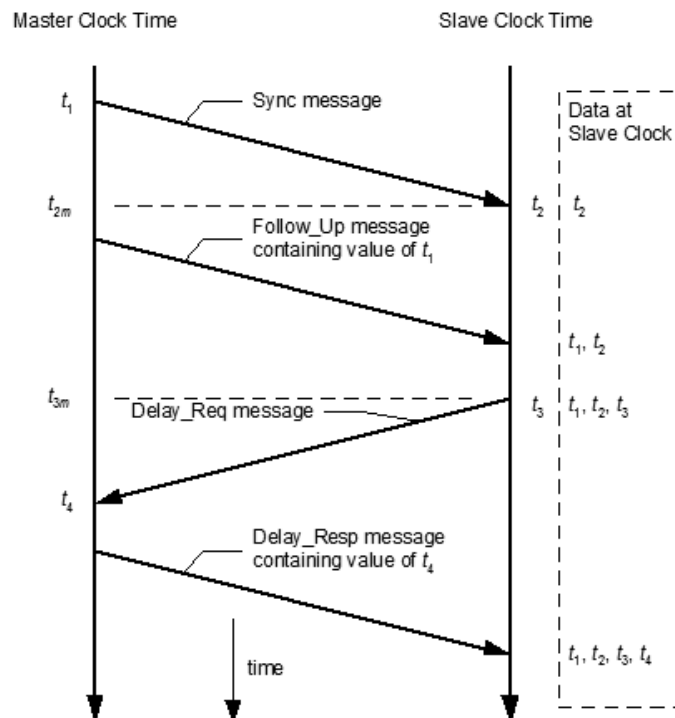 Master Clock Time
Slave Clock Time
t1
Sync message
Data at
Slave Clock
t2m
t2
t2
Follow_Up message
containing value of t1
t1, t2
t3m
Delay_Req message
t3
t1, t2, t3
t4
Delay_Resp message
containing value of t4
t1, t2, t3, t4
time